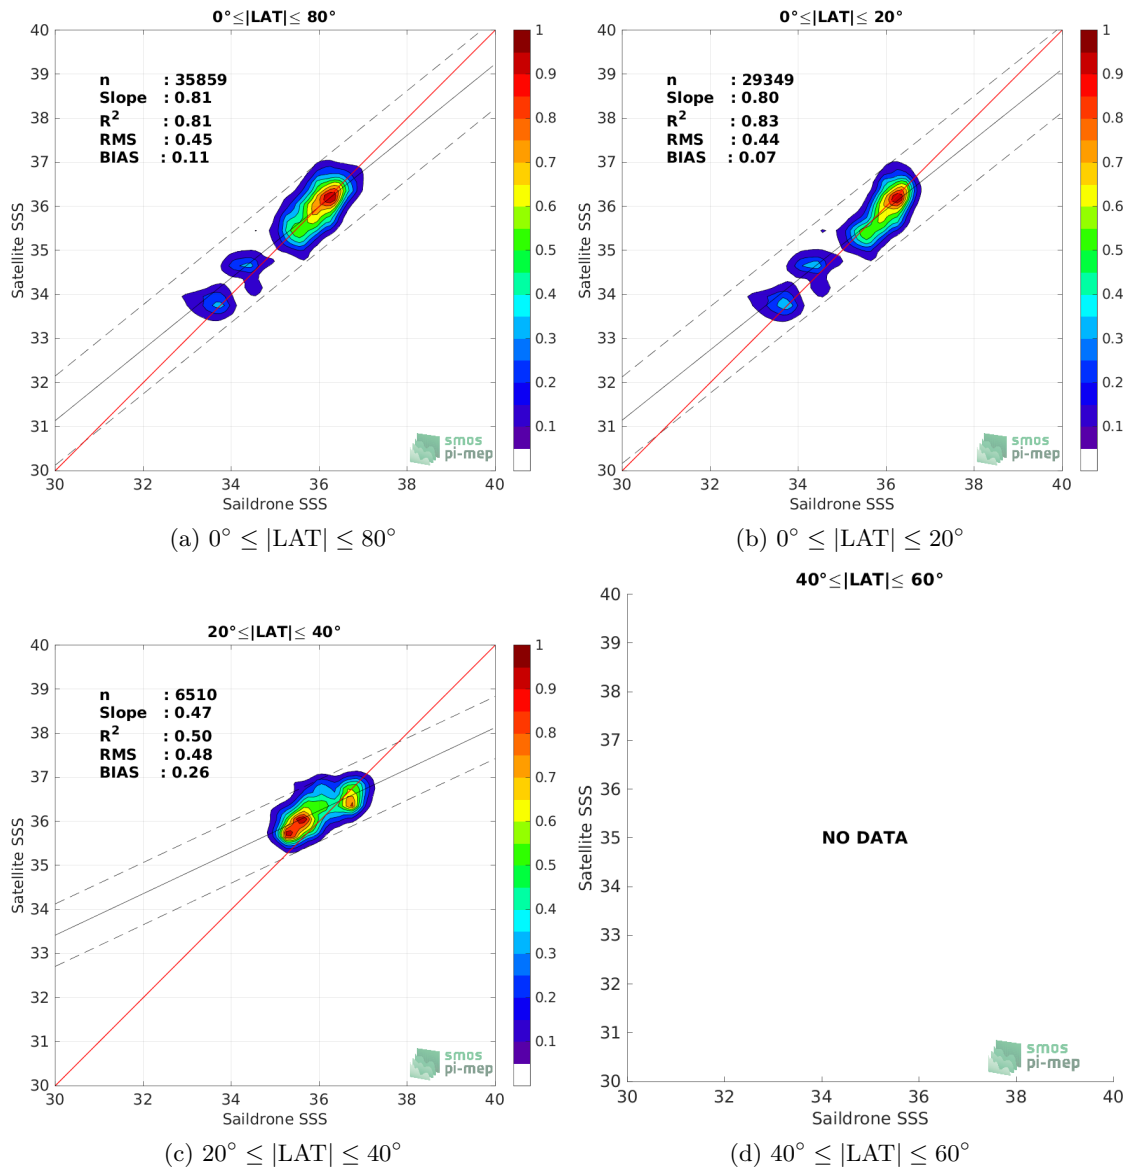 0°≤|LAT|≤ 80°
40
39
38
37
36
35
34
33
32
31
30
Satellite SSS
n : 35859
Slope : 0.81
R² : 0.81
RMS : 0.45
BIAS : 0.11
smos
pi-mep
30 32 34 36 38 40
Saildrone SSS
1
0.9
0.8
0.7
0.6
0.5
0.4
0.3
0.2
0.1
(a) 0° ≤ |LAT| ≤ 80°
0°≤|LAT|≤ 20°
40
39
38
37
36
35
34
33
32
31
30
Satellite SSS
n : 29349
Slope : 0.80
R² : 0.83
RMS : 0.44
BIAS : 0.07
smos
pi-mep
30 32 34 36 38 40
Saildrone SSS
1
0.9
0.8
0.7
0.6
0.5
0.4
0.3
0.2
0.1
(b) 0° ≤ |LAT| ≤ 20°
20°≤|LAT|≤ 40°
40
39
38
37
36
35
34
33
32
31
30
Satellite SSS
n : 6510
Slope : 0.47
R² : 0.50
RMS : 0.48
BIAS : 0.26
smos
pi-mep
30 32 34 36 38 40
Saildrone SSS
1
0.9
0.8
0.7
0.6
0.5
0.4
0.3
0.2
0.1
(c) 20° ≤ |LAT| ≤ 40°
40°≤|LAT|≤ 60°
40
39
38
37
36
35
34
33
32
31
30
Satellite SSS
NO DATA
smos
pi-mep
30 32 34 36 38 40
Saildrone SSS
(d) 40° ≤ |LAT| ≤ 60°